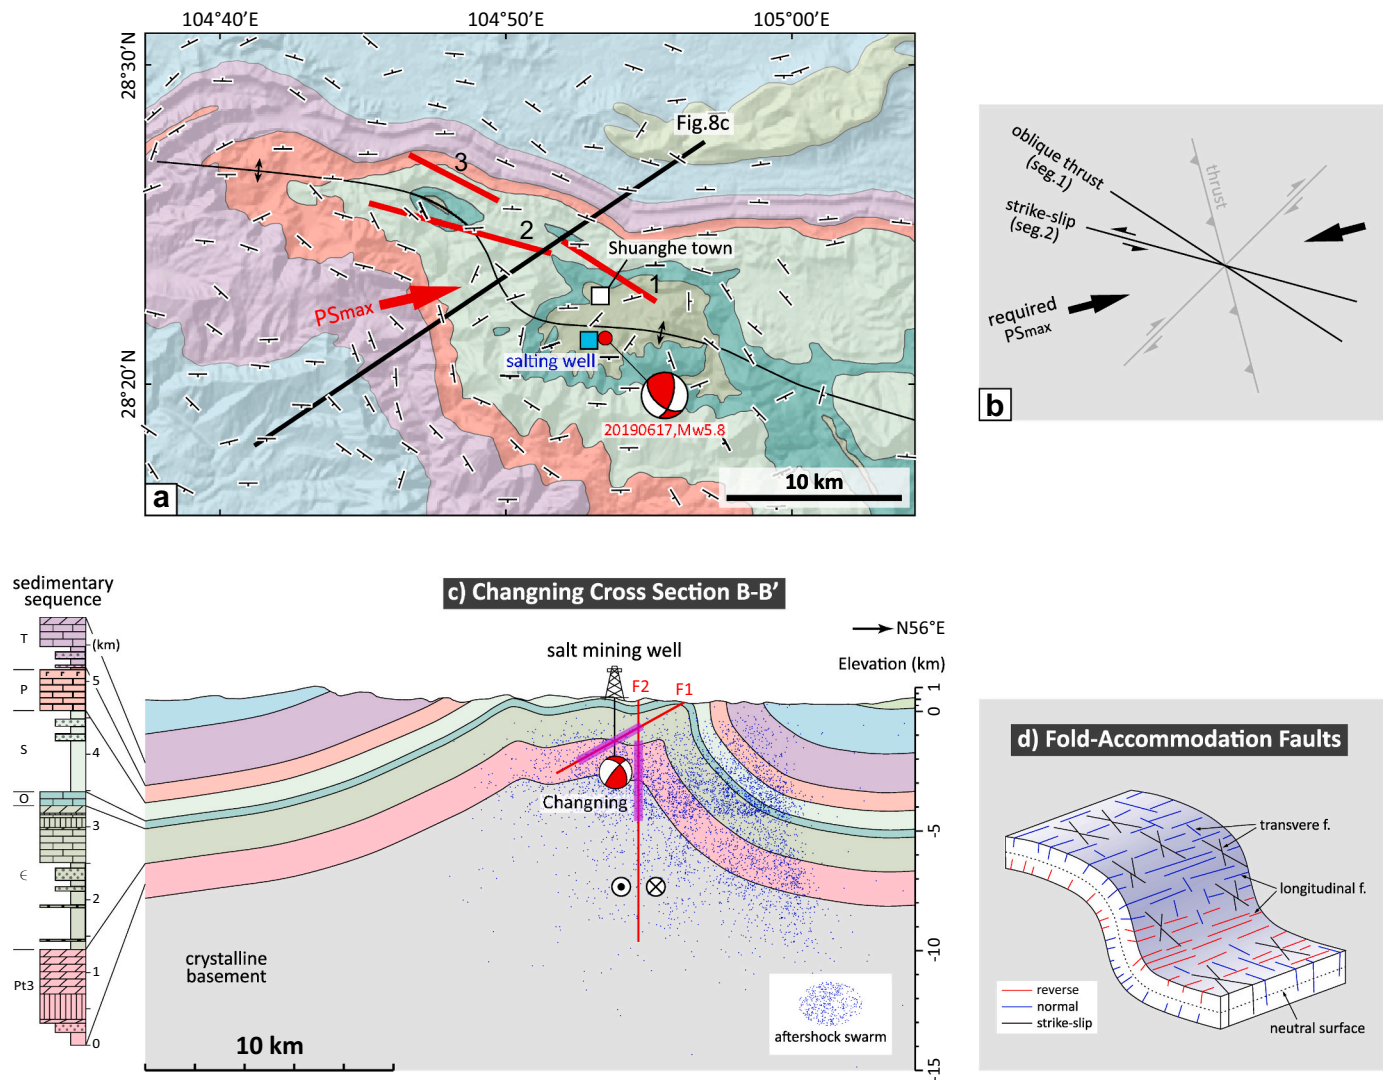 104°40′E
104°50′E
105°00′E
28°30′N
28°20′N
Fig.8c
3
2
1
Shuanghe town
PSmax
salting well
20190617,Mw5.8
10 km
a
oblique thrust
(seg.1)
strike-slip
(seg.2)
thrust
required
PSmax
b
c) Changning Cross Section B-B’
sedimentary
sequence
T
P
S
O
Є
Pt3
(km)
5
4
3
2
1
0
salt mining well
N56°E
Elevation (km)
F2
F1
1
0
-5
-10
-15
Changning
crystalline
basement
10 km
aftershock swarm
d) Fold-Accommodation Faults
transvere f.
longitudinal f.
reverse
normal
strike-slip
neutral surface